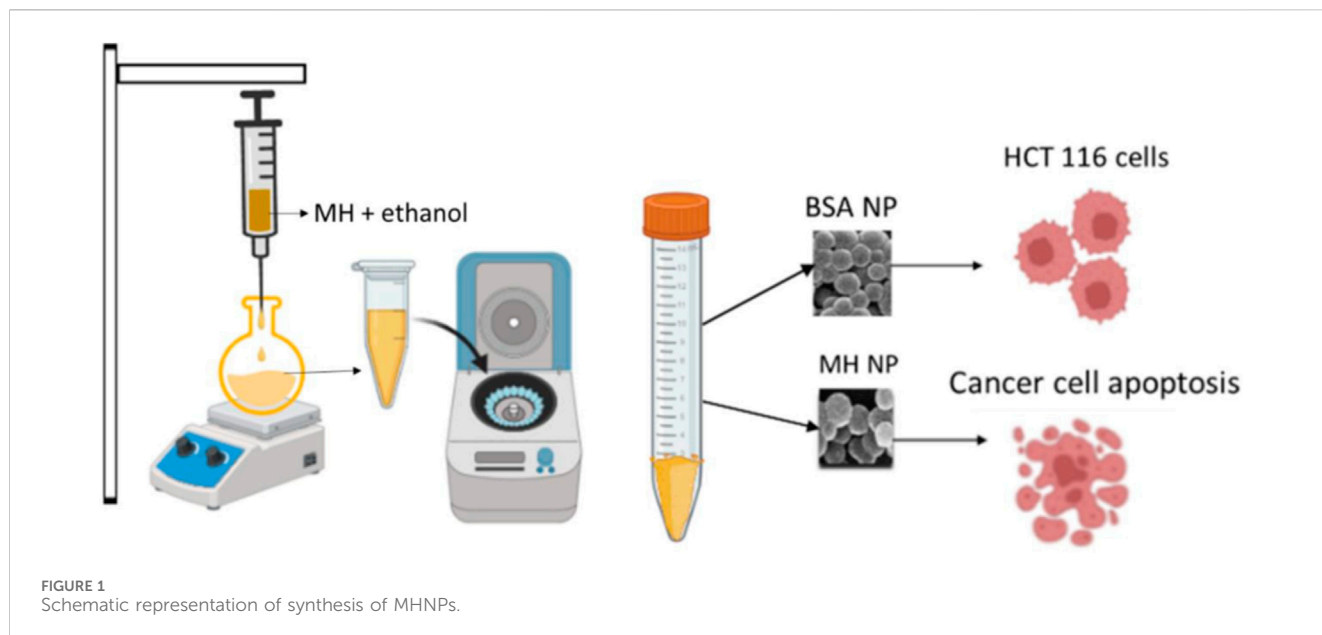 MH + ethanol
BSA NP
MH NP
HCT 116 cells
Cancer cell apoptosis
FIGURE 1
Schematic representation of synthesis of MHNPs.